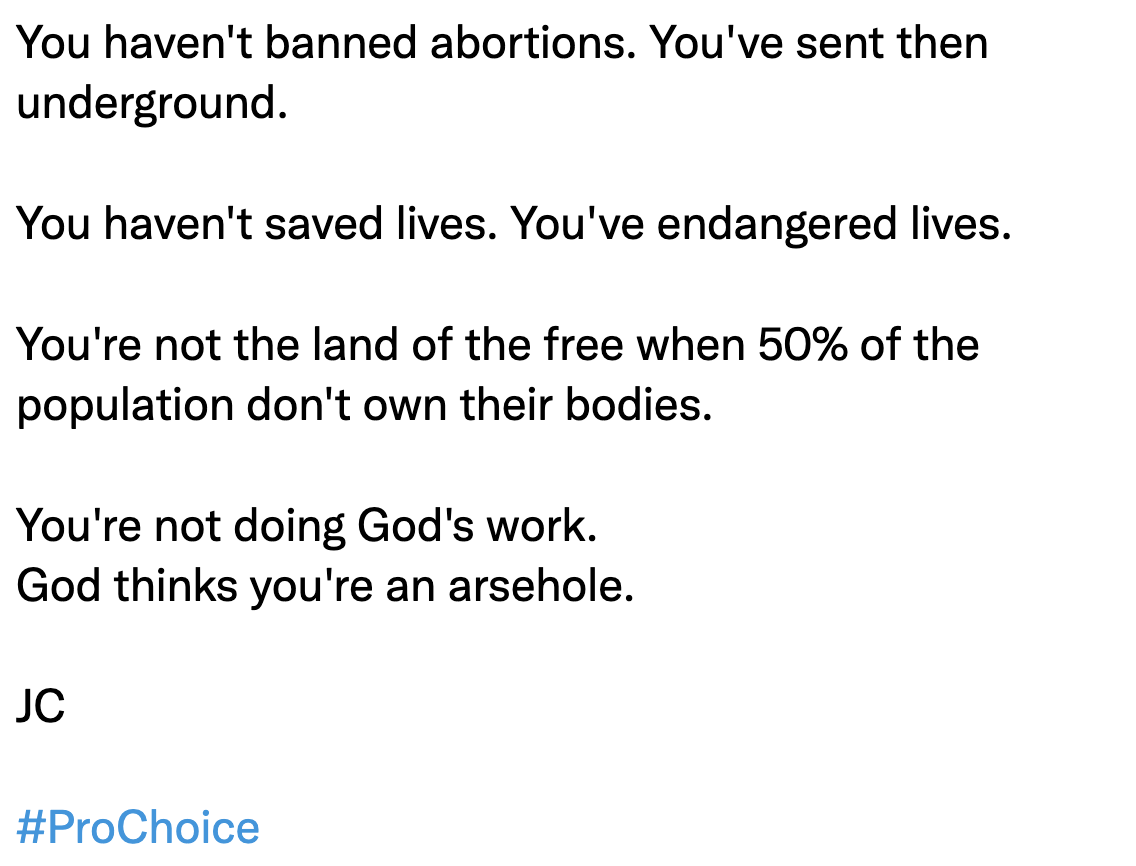 You haven't banned abortions. You've sent then
underground.
You haven't saved lives. You've endangered lives.
You're not the land of the free when 50% of the
population don't own their bodies.
You're not doing God's work.
God thinks you're an arsehole.
JC
#ProChoice